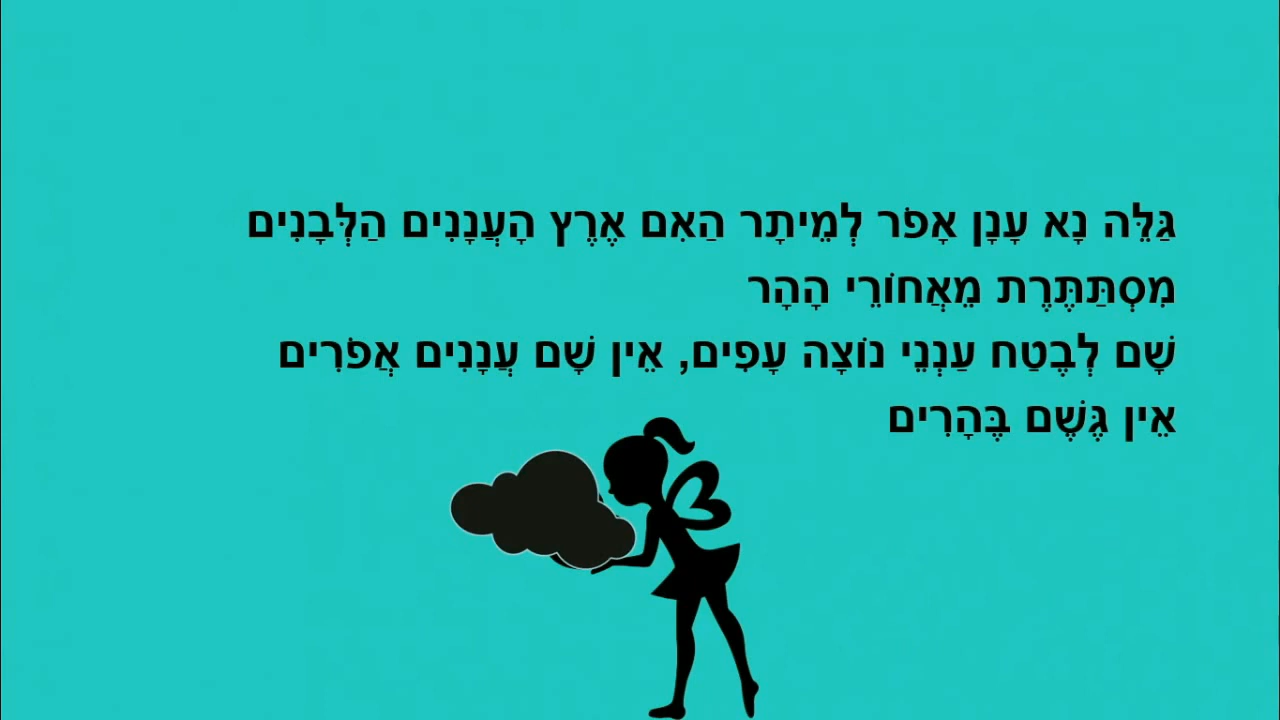 גַּלֵּה נָא עָנָן אָפֹר לְמֵיתָר הַאִם אֶרֶץ הָעֲנָנִים הַלְּבָנִים
מִסְתַּתֶּרֶת מֵאֲחוֹרֵי הָהָר
שָׁם לְבֶטַח עַנְנֵי נוֹצָה עָפִים, אֵין שָׁם עֲנָנִים אֲפֹרִים
אֵין גֶּשֶׁם בֶּהָרִים